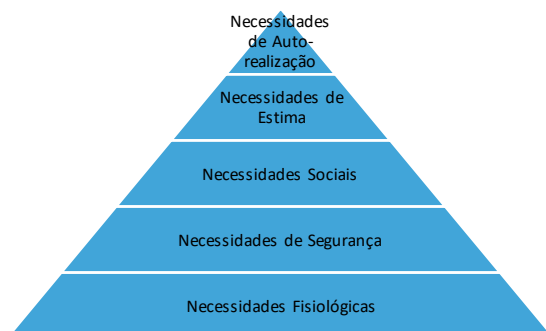 Necessidades
de Auto-
realização
Necessidades de
Estima
Necessidades Sociais
Necessidades de Segurança
Necessidades Fisiológicas